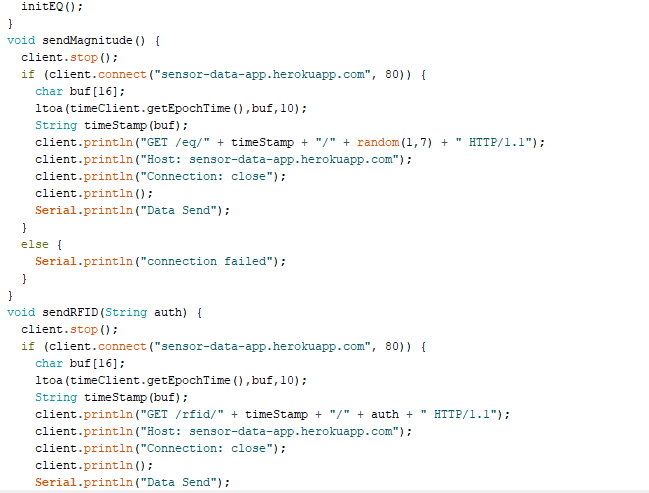 initEQ();
}
void sendMagnitude() {
  client.stop();
  if (client.connect("sensor-data-app.herokuapp.com", 80)) {
    char buf[16];
    ltoa(timeClient.getEpochTime(),buf,10);
    String timeStamp(buf);
    client.println("GET /eq/" + timeStamp + "/" + random(1,7) + " HTTP/1.1");
    client.println("Host: sensor-data-app.herokuapp.com");
    client.println("Connection: close");
    client.println();
    Serial.println("Data Send");
  }
  else {
    Serial.println("connection failed");
  }
}
void sendRFID(String auth) {
  client.stop();
  if (client.connect("sensor-data-app.herokuapp.com", 80)) {
    char buf[16];
    ltoa(timeClient.getEpochTime(),buf,10);
    String timeStamp(buf);
    client.println("GET /rfid/" + timeStamp + "/" + auth + " HTTP/1.1");
    client.println("Host: sensor-data-app.herokuapp.com");
    client.println("Connection: close");
    client.println();
    Serial.println("Data Send");